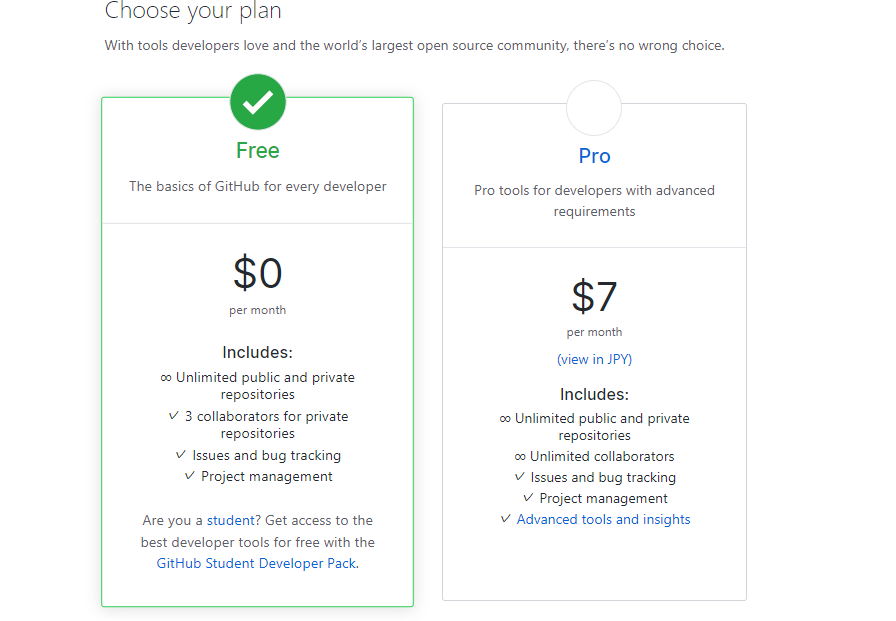 Choose your plan
With tools developers love and the world's largest open source community, there's no wrong choice.
Free
The basics of GitHub for every developer
$0
per month
Includes:
∞ Unlimited public and private
repositories
✓ 3 collaborators for private
repositories
✓ Issues and bug tracking
✓ Project management
Are you a student? Get access to the
best developer tools for free with the
GitHub Student Developer Pack.
Pro
Pro tools for developers with advanced
requirements
$7
per month
(view in JPY)
Includes:
∞ Unlimited public and private
repositories
∞ Unlimited collaborators
✓ Issues and bug tracking
✓ Project management
✓ Advanced tools and insights